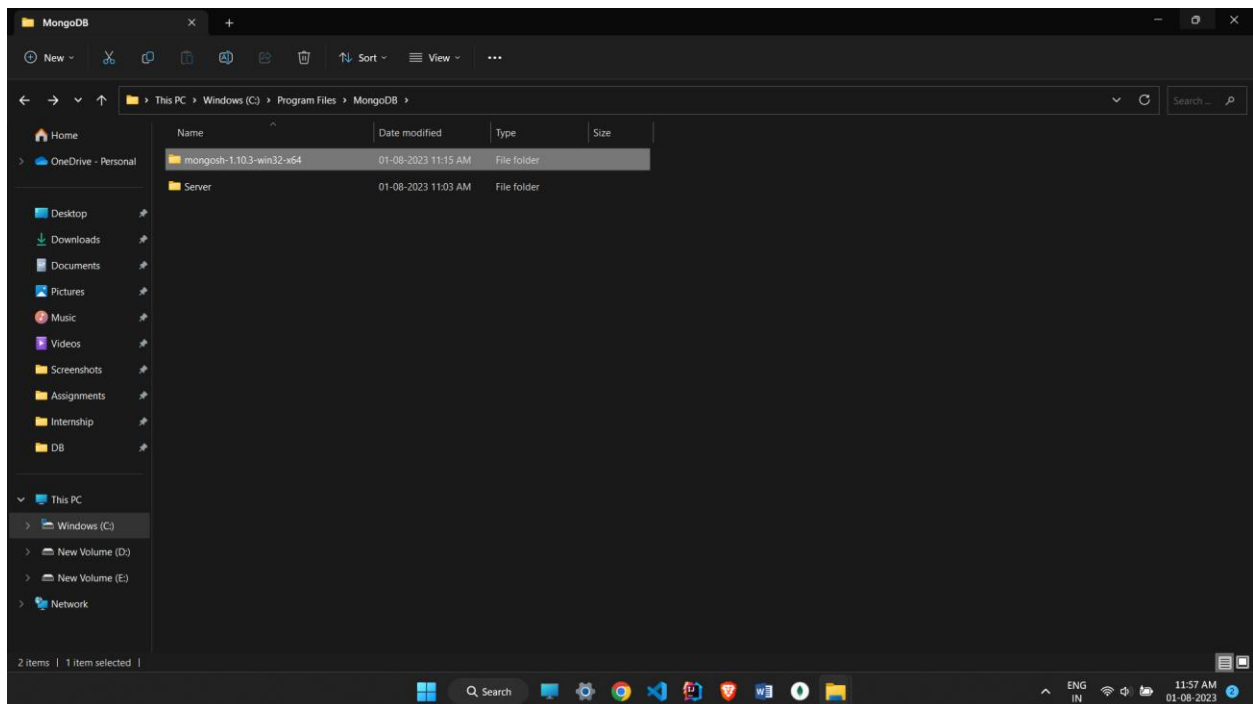 MongoDB
New
Sort
View
This PC > Windows (C:) > Program Files > MongoDB >
Search ...
Name Date modified Type Size
mongosh-1.10.3-win32-x64 01-08-2023 11:15 AM File folder
Server 01-08-2023 11:03 AM File folder
Home
OneDrive - Personal
Desktop
Downloads
Documents
Pictures
Music
Videos
Screenshots
Assignments
Internship
DB
This PC
Windows (C:)
New Volume (D:)
New Volume (E:)
Network
2 items | 1 item selected |
Search
ENG
IN
11:57 AM
01-08-2023
2